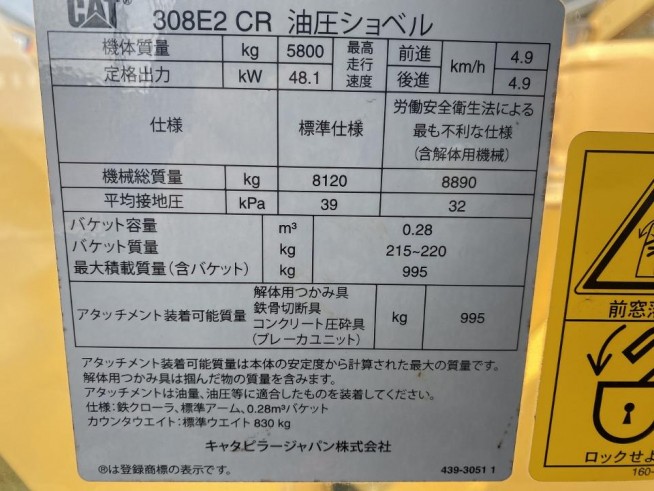 CAT® 308E2 CR 油圧ショベル
機体質量 kg 5800 最高走行速度 前進 km/h 4.9
定格出力 kW 48.1 後進 4.9
仕様 標準仕様 労働安全衛生法による
最も不利な仕様
(含解体用機械)
機械総質量 kg 8120 8890
平均接地圧 kPa 39 32
バケット容量 m³ 0.28
バケット質量 kg 215~220
最大積載質量(含バケット) kg 995
アタッチメント装着可能質量 解体用つかみ具 kg 995
鉄骨切断具
コンクリート圧砕具
(ブレーカユニット)
アタッチメント装着可能質量は本体の安定度から計算された最大の質量です。
解体用つかみ具は掴んだ物の質量を含みます。
アタッチメントは油量、油圧等に適合したものを装着してください。
仕様:鉄クローラ、標準アーム、0.28m³バケット
カウンタウエイト:標準ウエイト 830 kg
キャタピラージャパン株式会社
®は登録商標の表示です。 439-3051 1
前窓
ロックせよ
160-